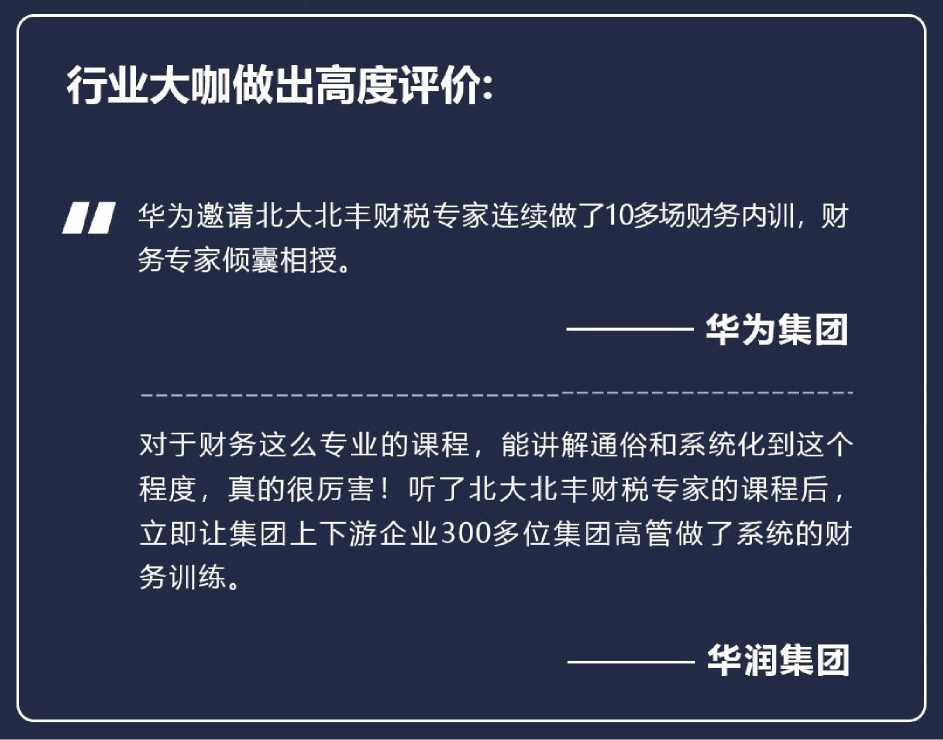 行业大咖做出高度评价:
华为邀请北大北丰财税专家连续做了10多场财务内训，财
务专家倾囊相授。
—— 华为集团
对于财务这么专业的课程，能讲解通俗和系统化到这个
程度，真的很厉害！听了北大北丰财税专家的课程后，
立即让集团上下游企业300多位集团高管做了系统的财
务训练。
—— 华润集团